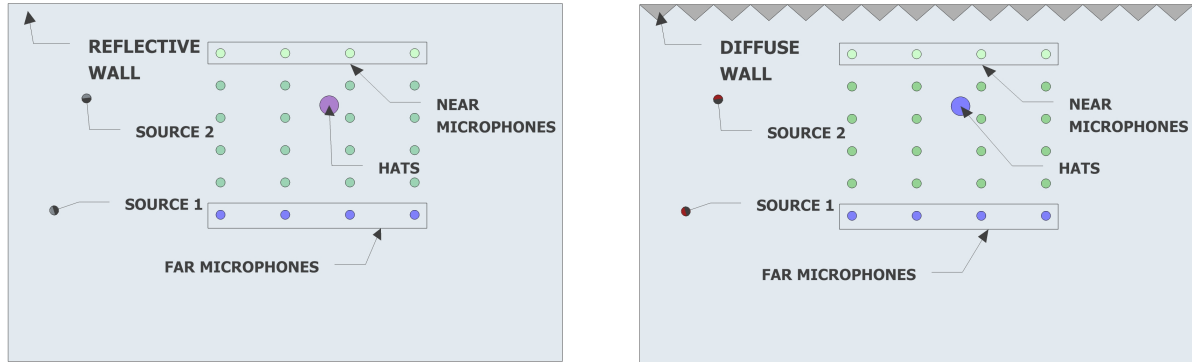 REFLECTIVE
WALL
SOURCE 2
NEAR
MICROPHONES
HATS
SOURCE 1
FAR MICROPHONES
DIFFUSE
WALL
SOURCE 2
NEAR
MICROPHONES
HATS
SOURCE 1
FAR MICROPHONES